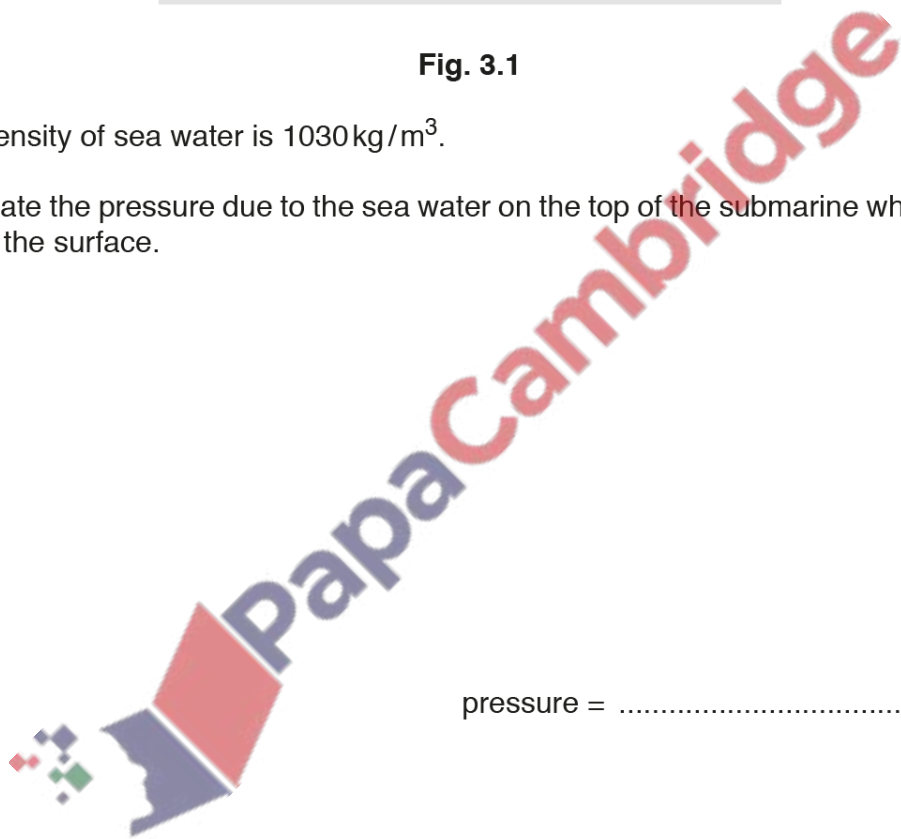 Fig. 3.1
ensity of sea water is 1030 kg/m³.
ate the pressure due to the sea water on the top of the submarine wh
the surface.
PapaCambridge
pressure = ..................................